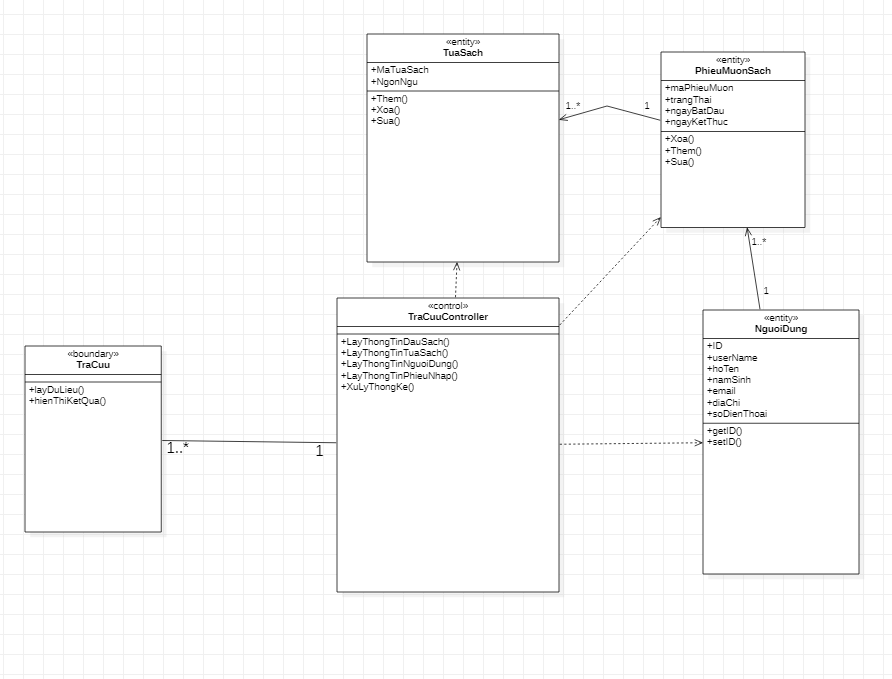 «entity»
TuaSach
+MaTuaSach
+NgonNgu
+Them()
+Xoa()
+Sua()
1..*
1
«entity»
PhieuMuonSach
+maPhieuMuon
+trangThai
+ngayBatDau
+ngayKetThuc
+Xoa()
+Them()
+Sua()
1..*
1
«control»
TraCuuController
+LayThongTinDauSach()
+LayThongTinTuaSach()
+LayThongTinNguoiDung()
+LayThongTinPhieuNhap()
+XuLyThongKe()
«boundary»
TraCuu
+layDuLieu()
+hienThiKetQua()
1..*
1
«entity»
NguoiDung
+ID
+userName
+hoTen
+namSinh
+email
+diaChi
+soDienThoai
+getID()
+setID()